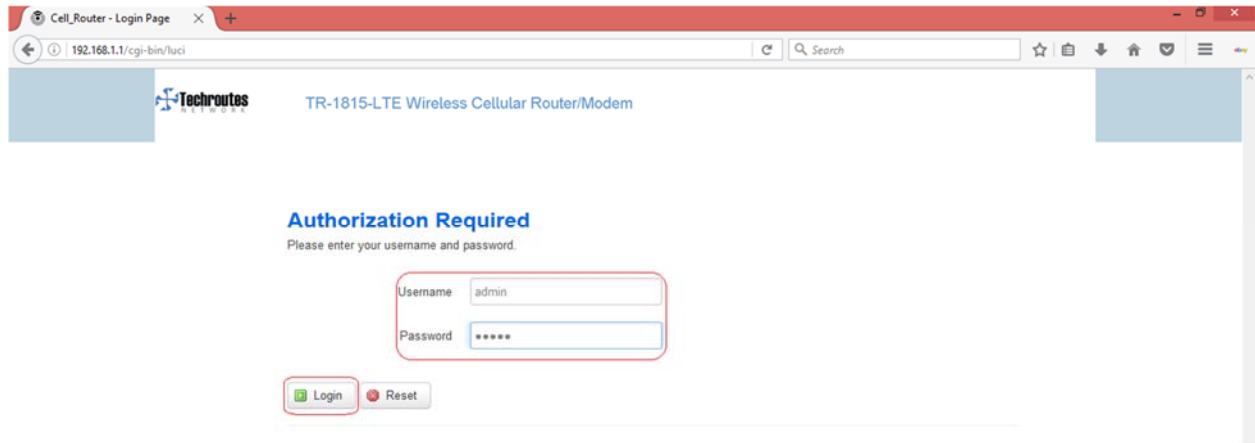 Cell_Router - Login Page
192.168.1.1/cgi-bin/luci
Search
ebay
Techroutes
NETWORK
TR-1815-LTE Wireless Cellular Router/Modem
Authorization Required
Please enter your username and password.
Username admin
Password •••••
Login Reset